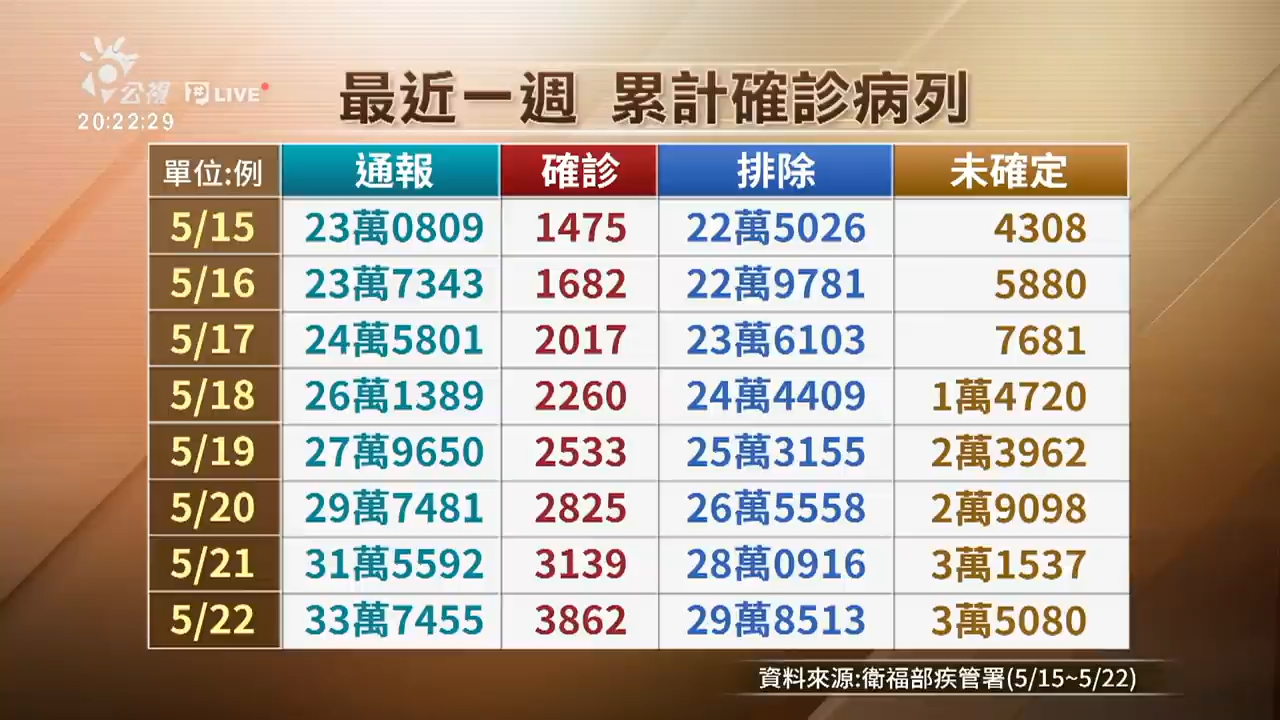 公視 LIVE
20:22:29
最近一週 累計確診病列
單位:例 通報 確診 排除 未確定
5/15 23萬0809 1475 22萬5026 4308
5/16 23萬7343 1682 22萬9781 5880
5/17 24萬5801 2017 23萬6103 7681
5/18 26萬1389 2260 24萬4409 1萬4720
5/19 27萬9650 2533 25萬3155 2萬3962
5/20 29萬7481 2825 26萬5558 2萬9098
5/21 31萬5592 3139 28萬0916 3萬1537
5/22 33萬7455 3862 29萬8513 3萬5080
資料來源:衛福部疾管署(5/15~5/22)